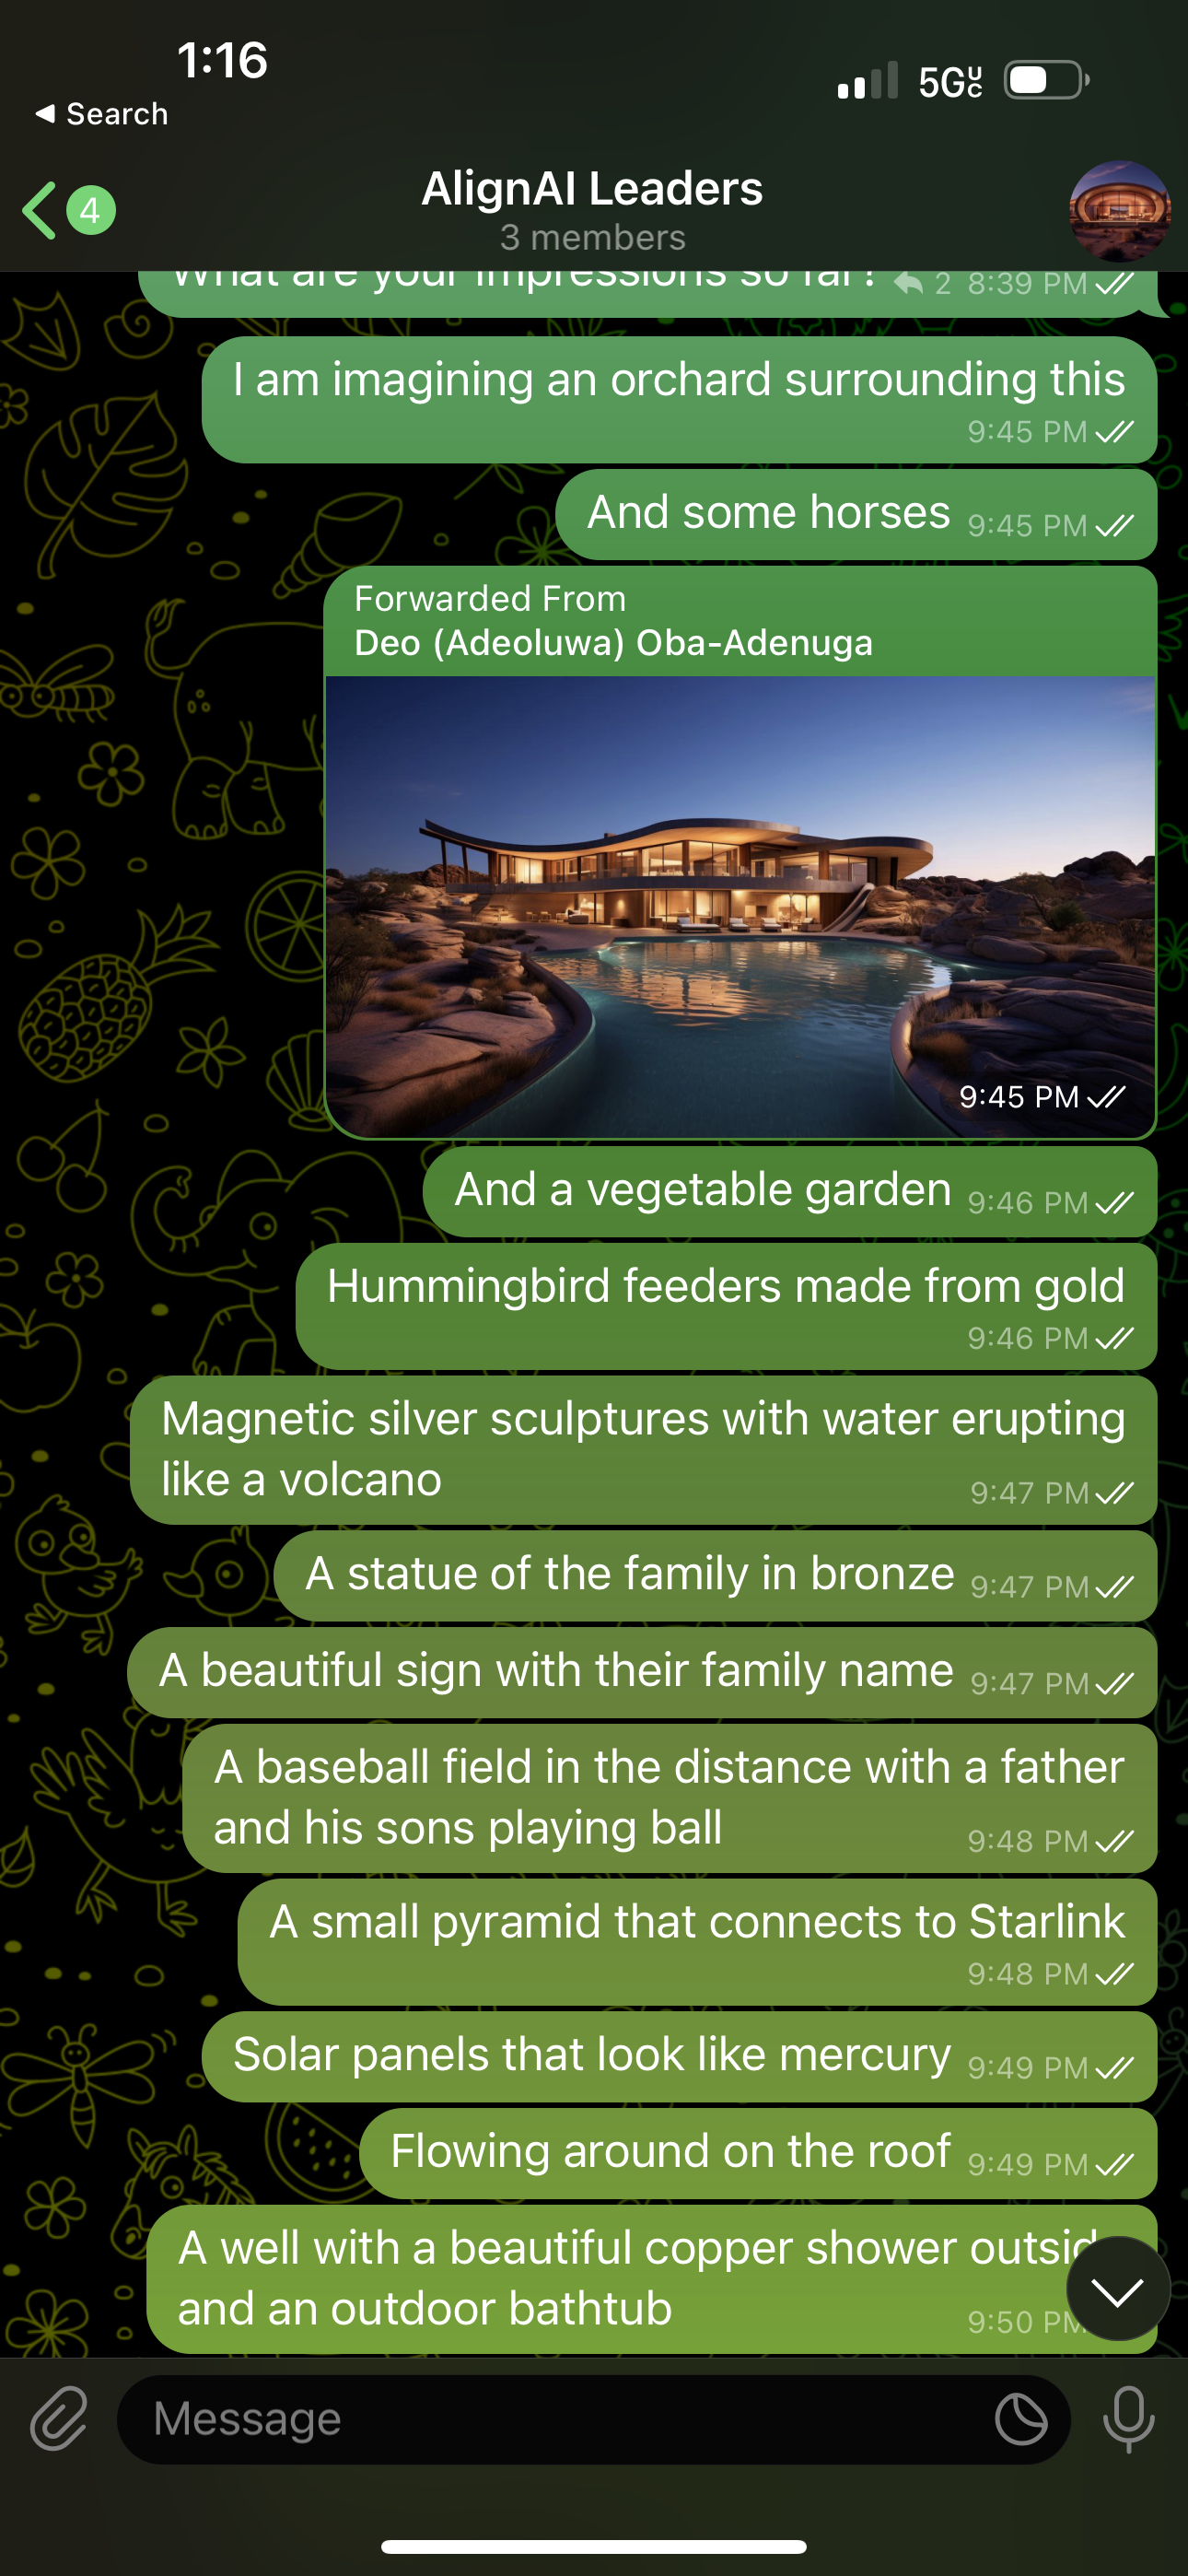 1:16
5G UC
Search
4
AlignAI Leaders
3 members
What are your impressions so far? 2 8:39 PM
I am imagining an orchard surrounding this
9:45 PM
And some horses 9:45 PM
Forwarded From
Deo (Adeoluwa) Oba-Adenuga
9:45 PM
And a vegetable garden 9:46 PM
Hummingbird feeders made from gold
9:46 PM
Magnetic silver sculptures with water erupting
like a volcano 9:47 PM
A statue of the family in bronze 9:47 PM
A beautiful sign with their family name 9:47 PM
A baseball field in the distance with a father
and his sons playing ball 9:48 PM
A small pyramid that connects to Starlink
9:48 PM
Solar panels that look like mercury 9:49 PM
Flowing around on the roof 9:49 PM
A well with a beautiful copper shower
and an outdoor bathtub 9:50 PM
Message